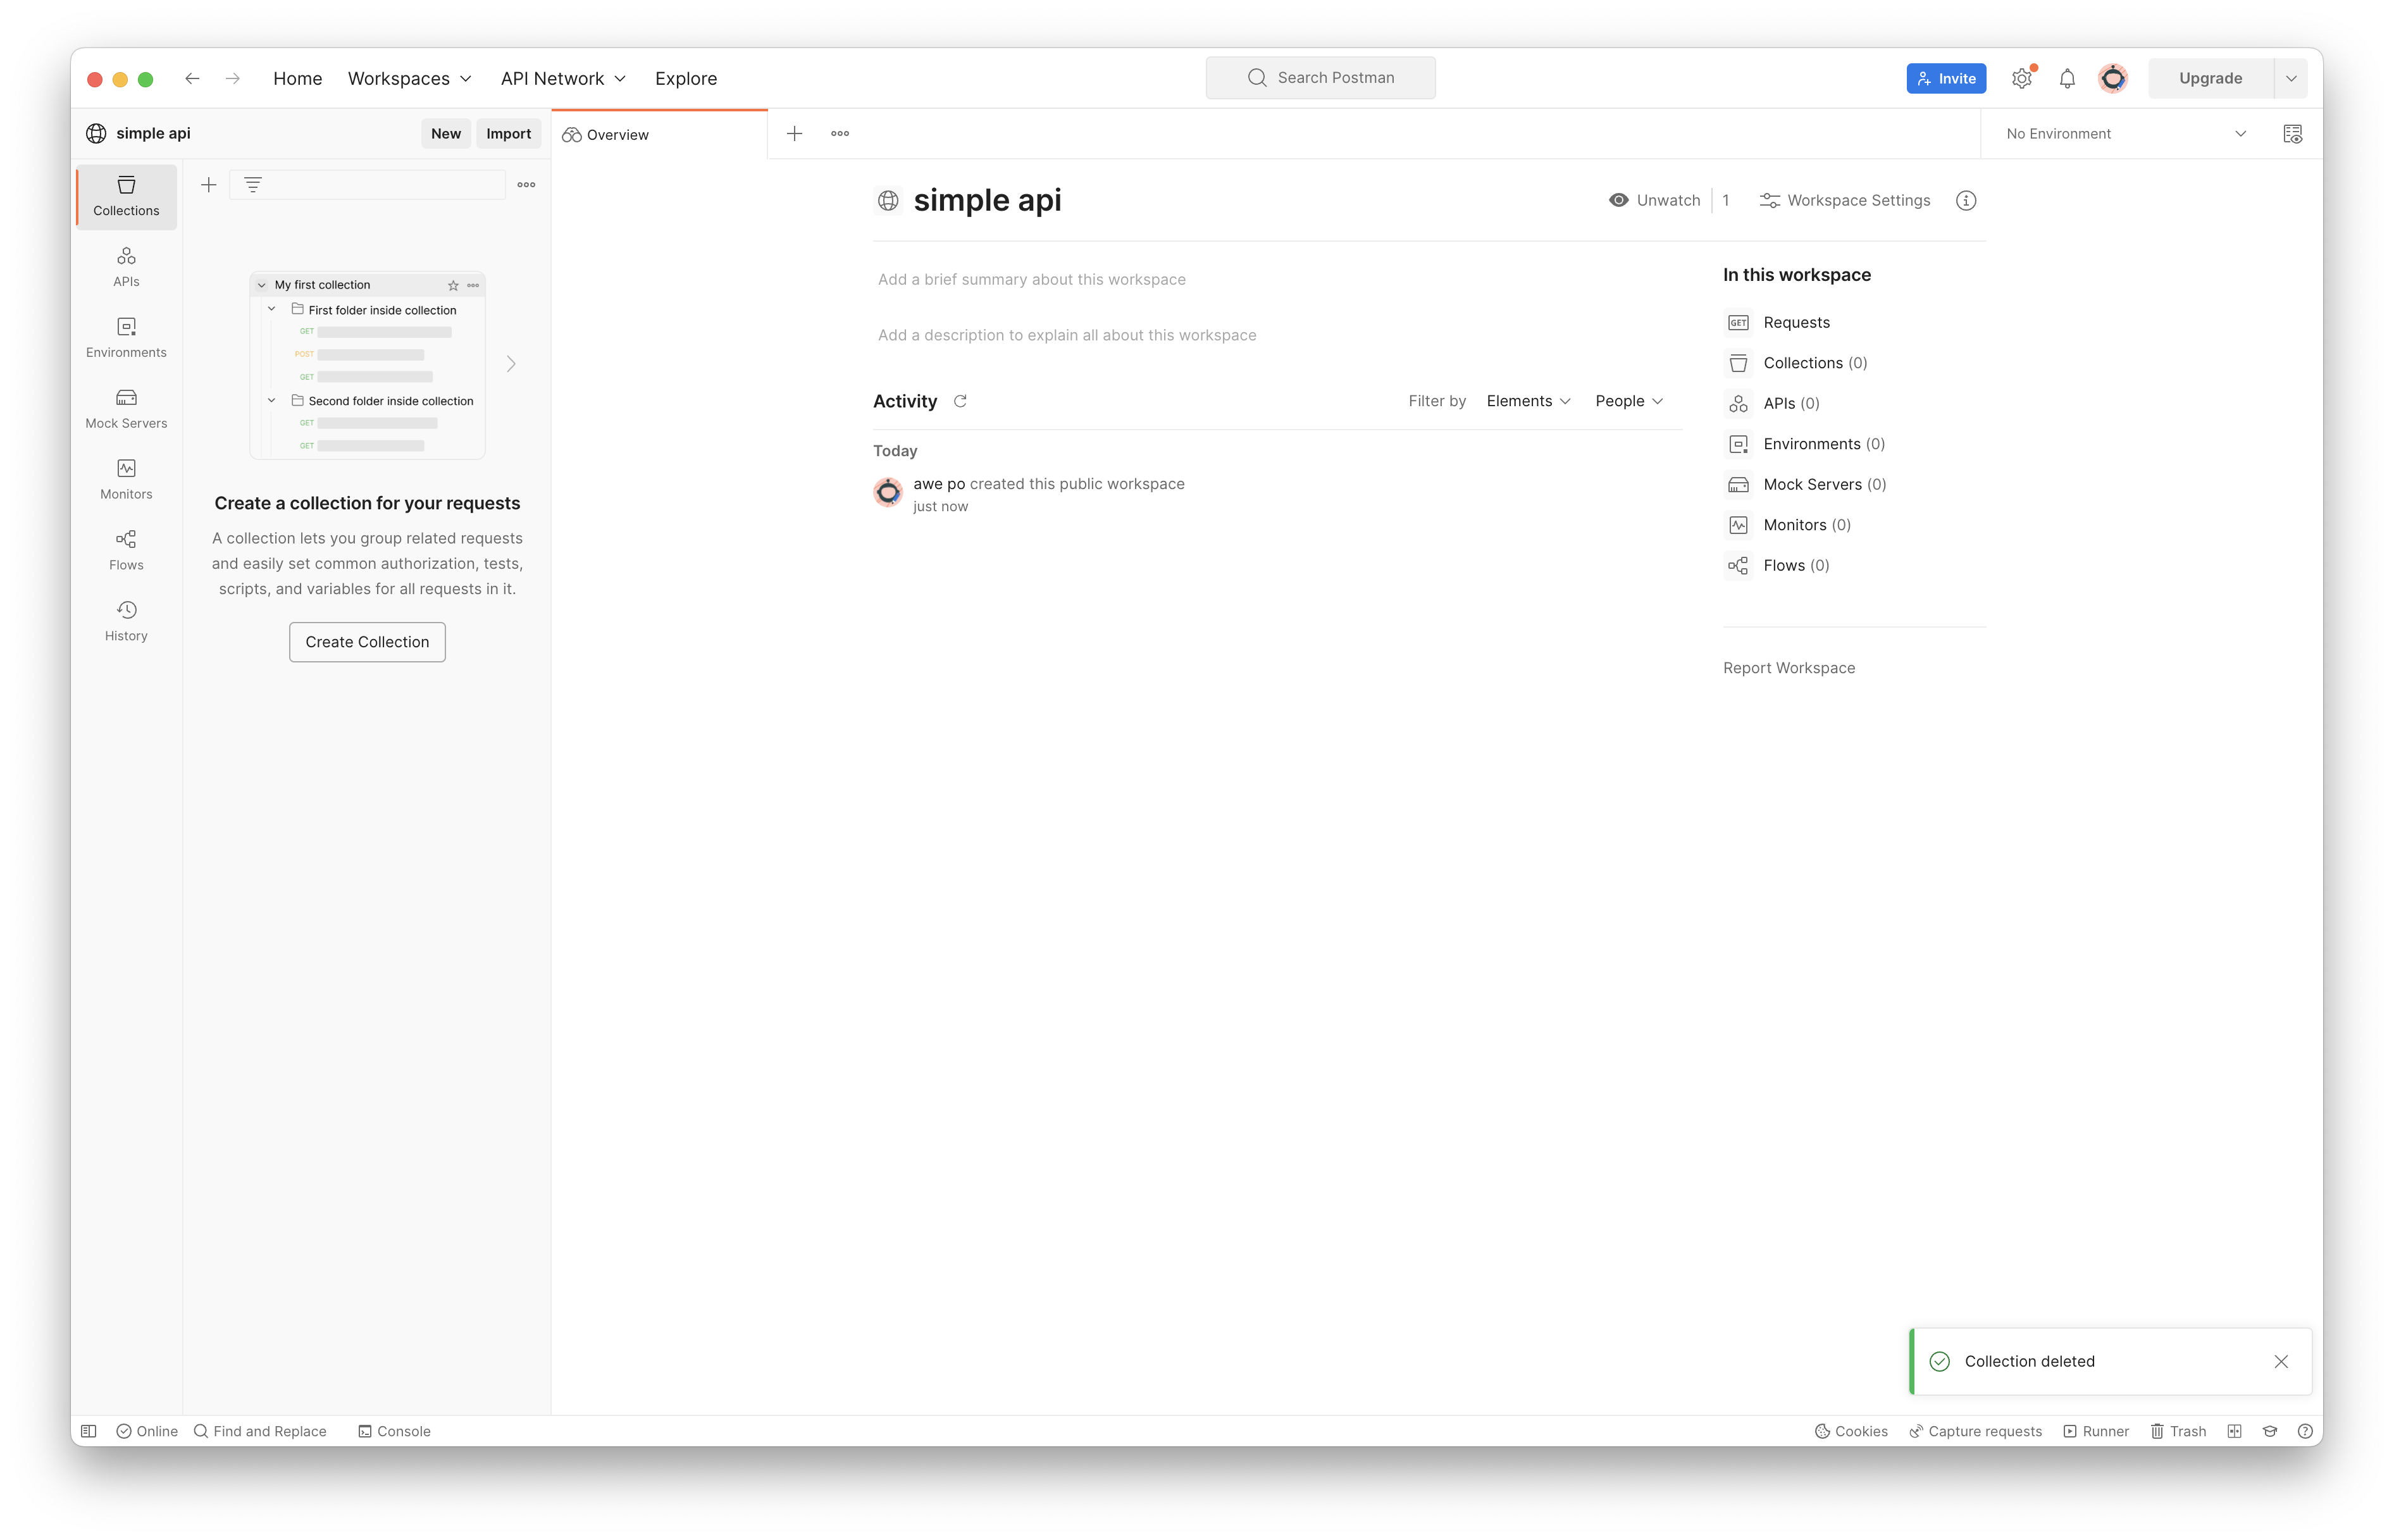 Home
Workspaces
API Network
Explore
Search Postman
Invite
Upgrade
simple api
New
Import
Overview
No Environment
Collections
APIs
Environments
Mock Servers
Monitors
Flows
History
My first collection
First folder inside collection
GET
POST
GET
Second folder inside collection
GET
GET
Create a collection for your requests
A collection lets you group related requests
and easily set common authorization, tests,
scripts, and variables for all requests in it.
Create Collection
simple api
Unwatch 1
Workspace Settings
Add a brief summary about this workspace
Add a description to explain all about this workspace
Activity
Filter by
Elements
People
Today
awe po created this public workspace
just now
In this workspace
GET Requests
Collections (0)
APIs (0)
Environments (0)
Mock Servers (0)
Monitors (0)
Flows (0)
Report Workspace
Collection deleted
Online
Find and Replace
Console
Cookies
Capture requests
Runner
Trash